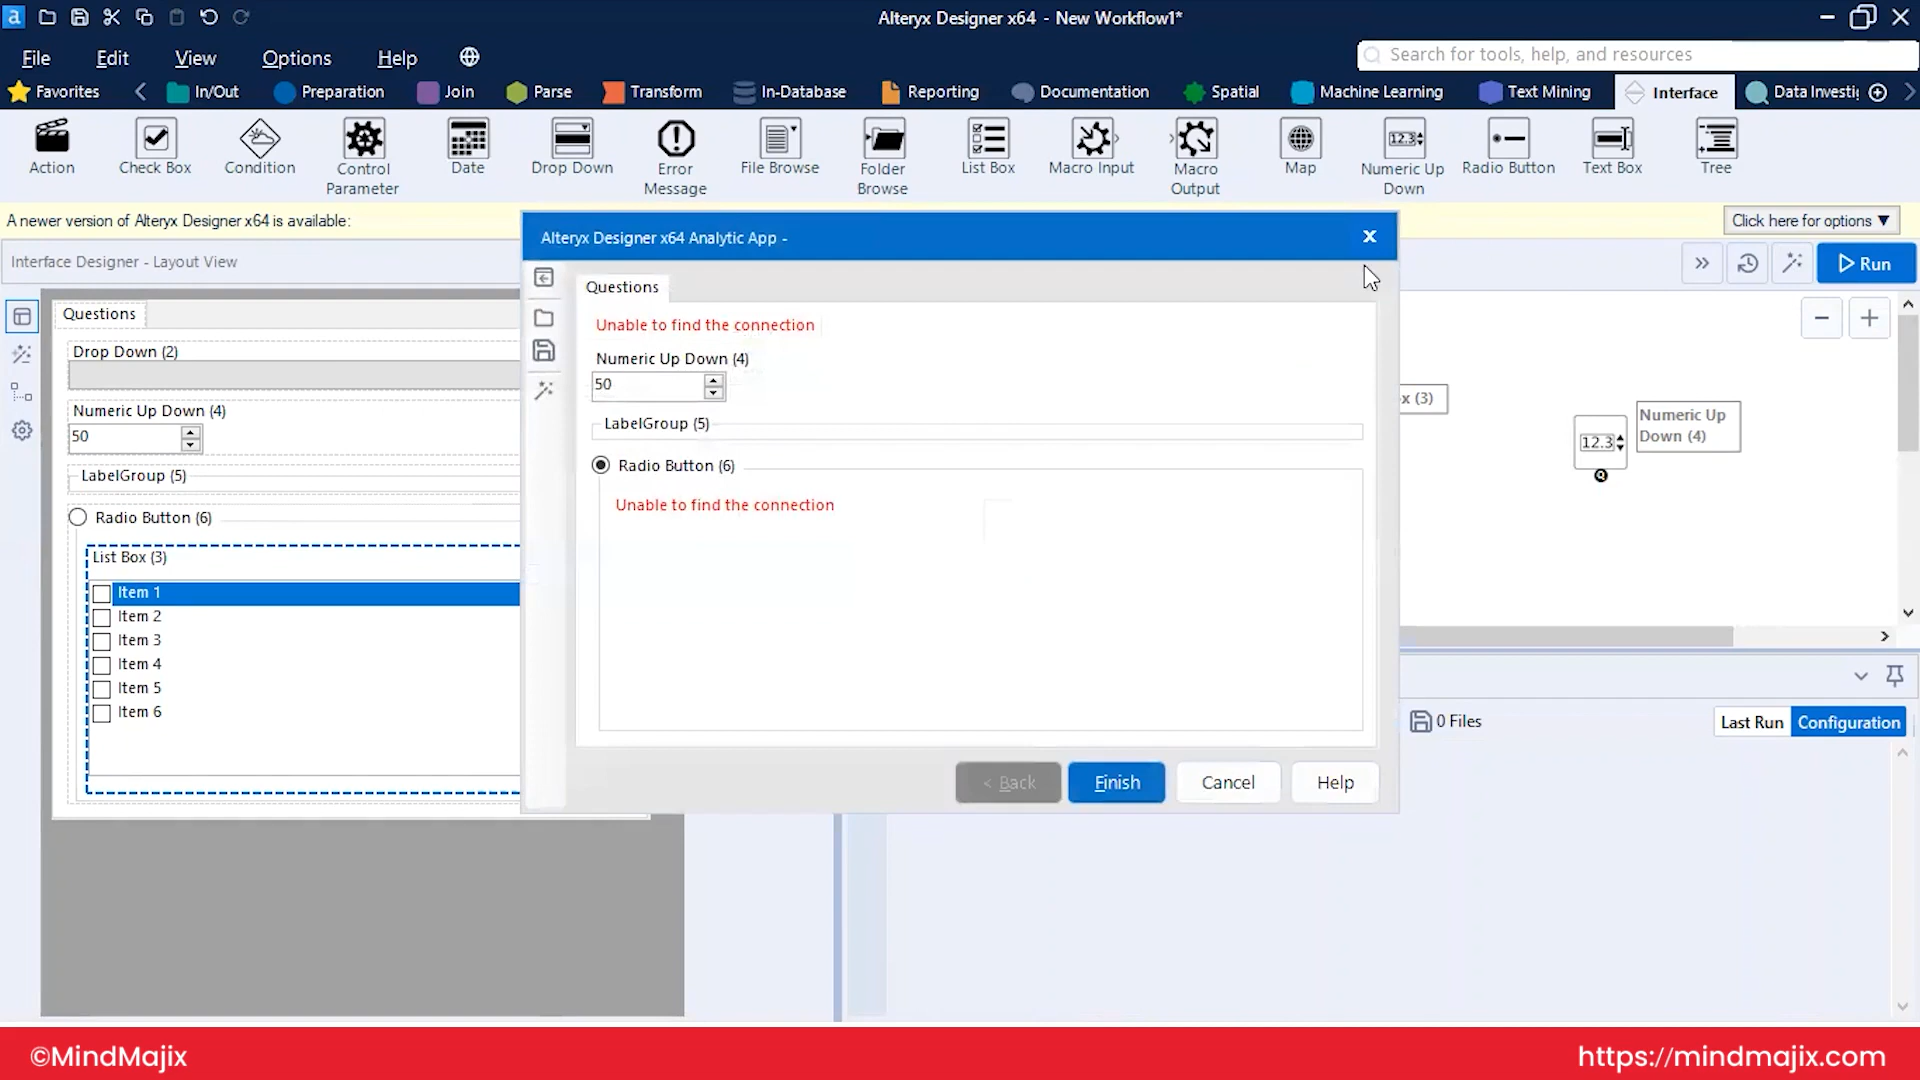 Alteryx Designer x64 - New Workflow1*
File Edit View Options Help
Search for tools, help, and resources
Favorites In/Out Preparation Join Parse Transform In-Database Reporting Documentation Spatial Machine Learning Text Mining Interface Data Investi
Action Check Box Condition Control Parameter Date Drop Down Error Message File Browse Folder Browse List Box Macro Input Macro Output Map Numeric Up Down Radio Button Text Box Tree
A newer version of Alteryx Designer x64 is available:
Click here for options ▼
Interface Designer - Layout View
Run
Questions
Drop Down (2)
Numeric Up Down (4)
50
LabelGroup (5)
Radio Button (6)
List Box (3)
Item 1
Item 2
Item 3
Item 4
Item 5
Item 6
Alteryx Designer x64 Analytic App -
Questions
Unable to find the connection
Numeric Up Down (4)
50
LabelGroup (5)
Radio Button (6)
Unable to find the connection
< Back Finish Cancel Help
x (3)
12.3
Numeric Up
Down (4)
0 Files
Last Run Configuration
©MindMajix
https://mindmajix.com